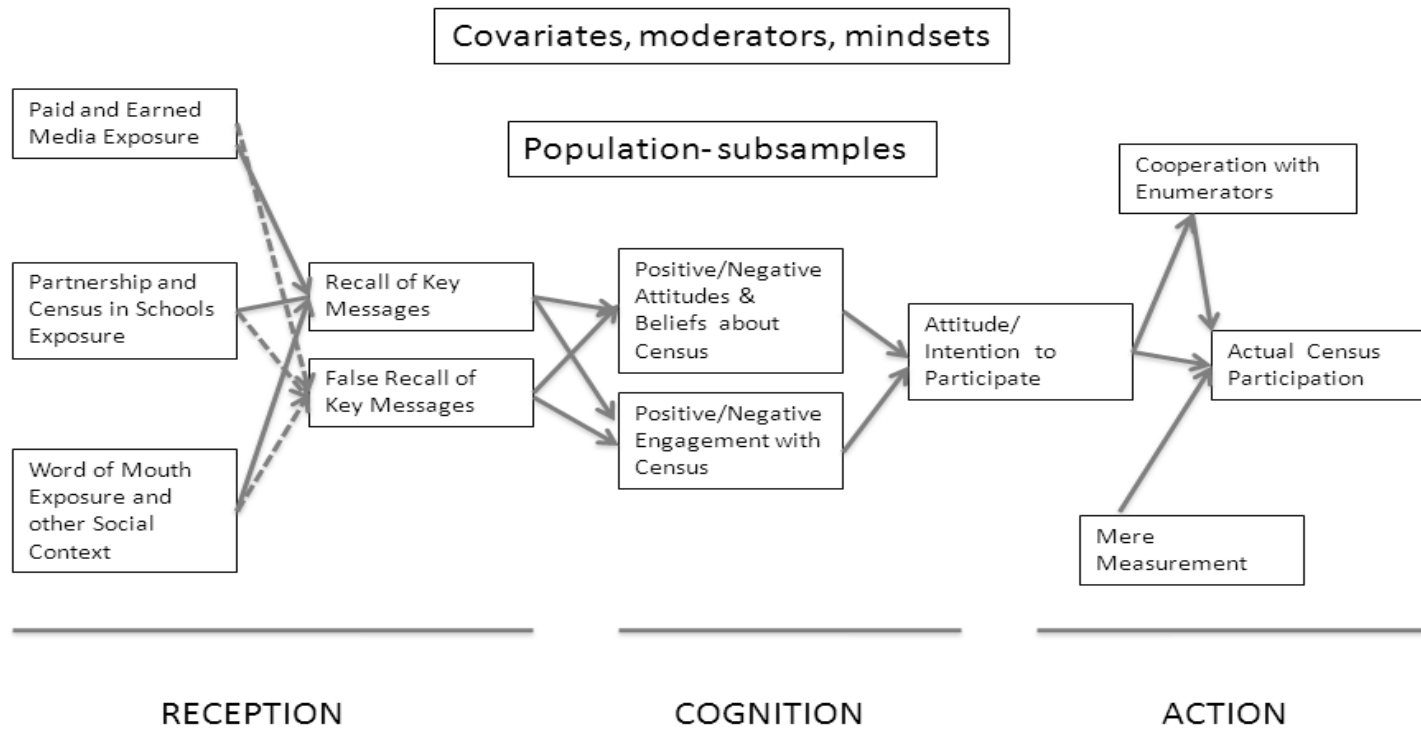 Covariates, moderators, mindsets
Population-subsamples
Paid and Earned
Media Exposure
Partnership and
Census in Schools
Exposure
Word of Mouth
Exposure and
other Social
Context
Recall of Key
Messages
False Recall of
Key Messages
Positive/Negative
Attitudes &
Beliefs about
Census
Positive/Negative
Engagement with
Census
Attitude/
Intention to
Participate
Cooperation with
Enumerators
Actual Census
Participation
Mere
Measurement
RECEPTION
COGNITION
ACTION